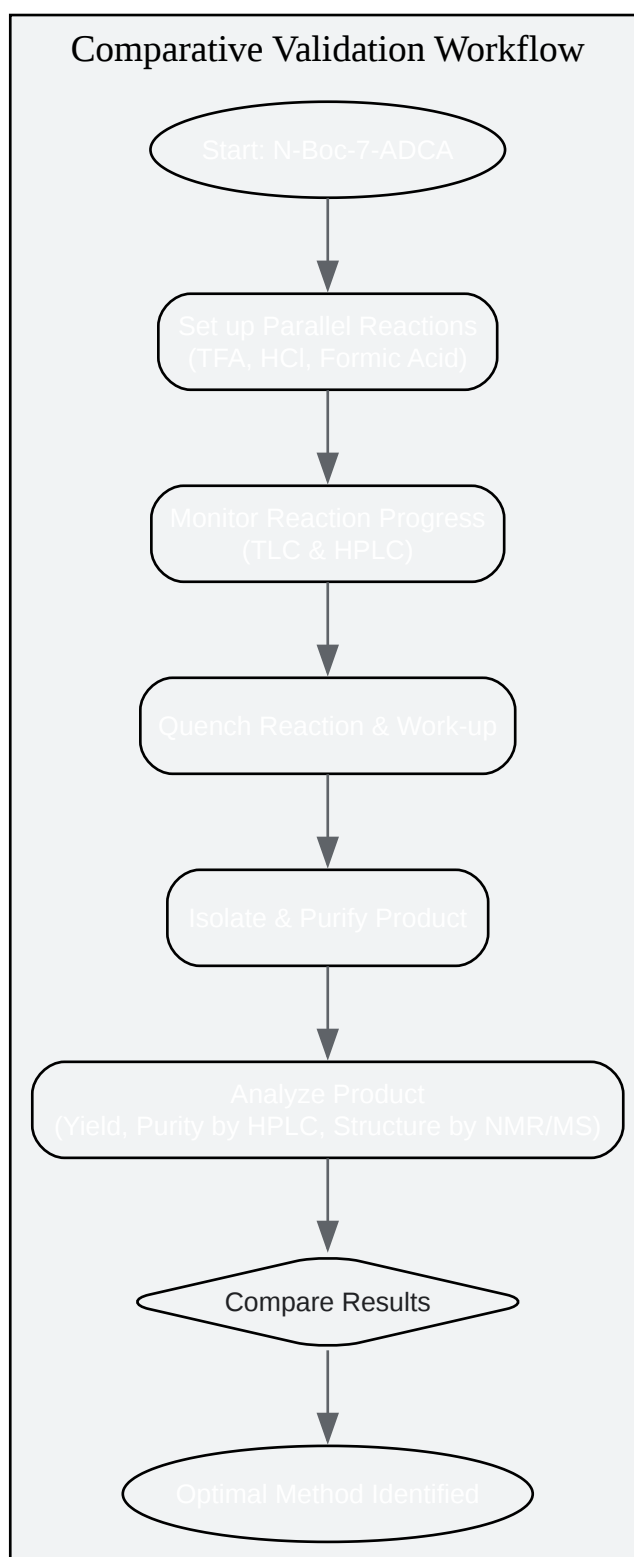 Comparative Validation Workflow
Start: N-Boc-7-ADCA
Set up Parallel Reactions
(TFA, HCl, Formic Acid)
Monitor Reaction Progress
(TLC & HPLC)
Quench Reaction & Work-up
Isolate & Purify Product
Analyze Product
(Yield, Purity by HPLC, Structure by NMR/MS)
Compare Results
Optimal Method Identified